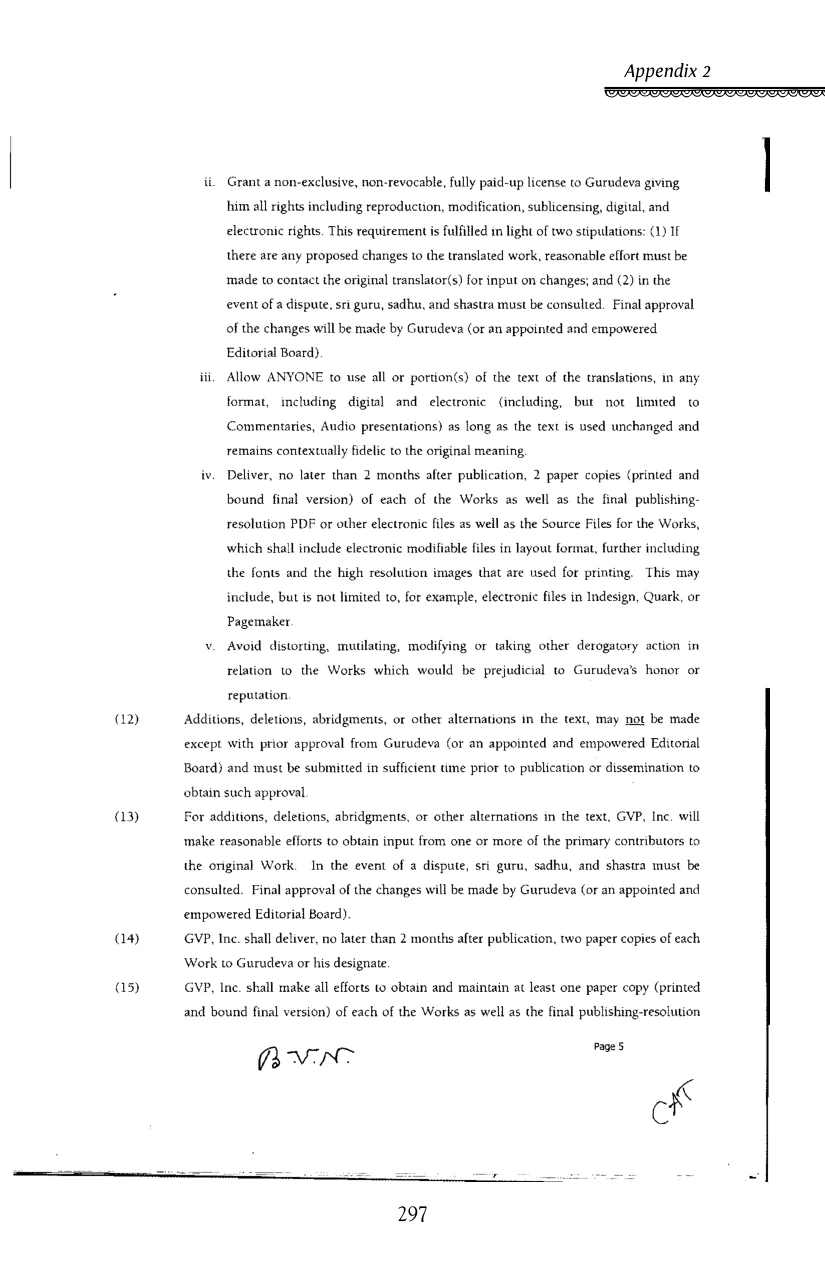 Appendix 2
ii. Grant a non-exclusive, non-revocable, fully paid-up license to Gurudeva giving
him all rights including reproduction, modification, sublicensing, digital, and
electronic rights. This requirement is fulfilled in light of two stipulations: (1) If
there are any proposed changes to the translated work, reasonable effort must be
made to contact the original translator(s) for input on changes; and (2) in the
event of a dispute, sri guru, sadhu, and shastra must be consulted. Final approval
of the changes will be made by Gurudeva (or an appointed and empowered
Editorial Board).
iii. Allow ANYONE to use all or portion(s) of the text of the translations, in any
format, including digital and electronic (including, but not limited to
Commentaries, Audio presentations) as long as the text is used unchanged and
remains contextually fidelic to the original meaning.
iv. Deliver, no later than 2 months after publication, 2 paper copies (printed and
bound final version) of each of the Works as well as the final publishing-
resolution PDF or other electronic files as well as the Source Files for the Works,
which shall include electronic modifiable files in layout format, further including
the fonts and the high resolution images that are used for printing. This may
include, but is not limited to, for example, electronic files in Indesign, Quark, or
Pagemaker.
v. Avoid distorting, mutilating, modifying or taking other derogatory action in
relation to the Works which would be prejudicial to Gurudeva's honor or
reputation.
(12) Additions, deletions, abridgments, or other alternations in the text, may not be made
except with prior approval from Gurudeva (or an appointed and empowered Editorial
Board) and must be submitted in sufficient time prior to publication or dissemination to
obtain such approval.
(13) For additions, deletions, abridgments, or other alternations in the text, GVP, Inc. will
make reasonable efforts to obtain input from one or more of the primary contributors to
the original Work. In the event of a dispute, sri guru, sadhu, and shastra must be
consulted. Final approval of the changes will be made by Gurudeva (or an appointed and
empowered Editorial Board).
(14) GVP, Inc. shall deliver, no later than 2 months after publication, two paper copies of each
Work to Gurudeva or his designate.
(15) GVP, Inc. shall make all efforts to obtain and maintain at least one paper copy (printed
and bound final version) of each of the Works as well as the final publishing-resolution
B.V.N.
Page 5
CAT
297